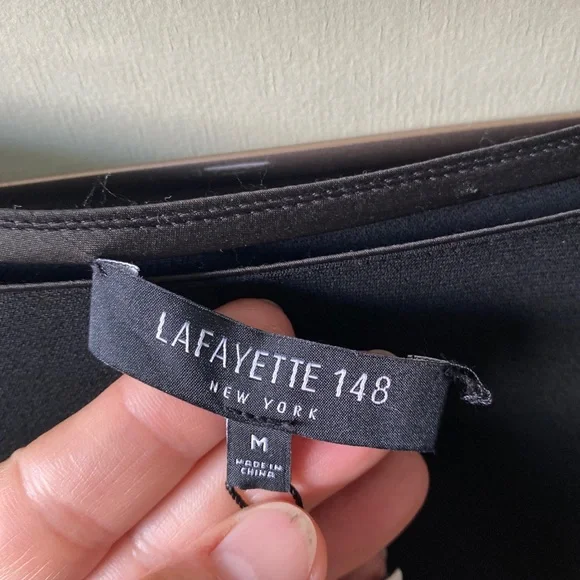 LAFAYETTE 148
NEW YORK
M
MADE IN
CHINA